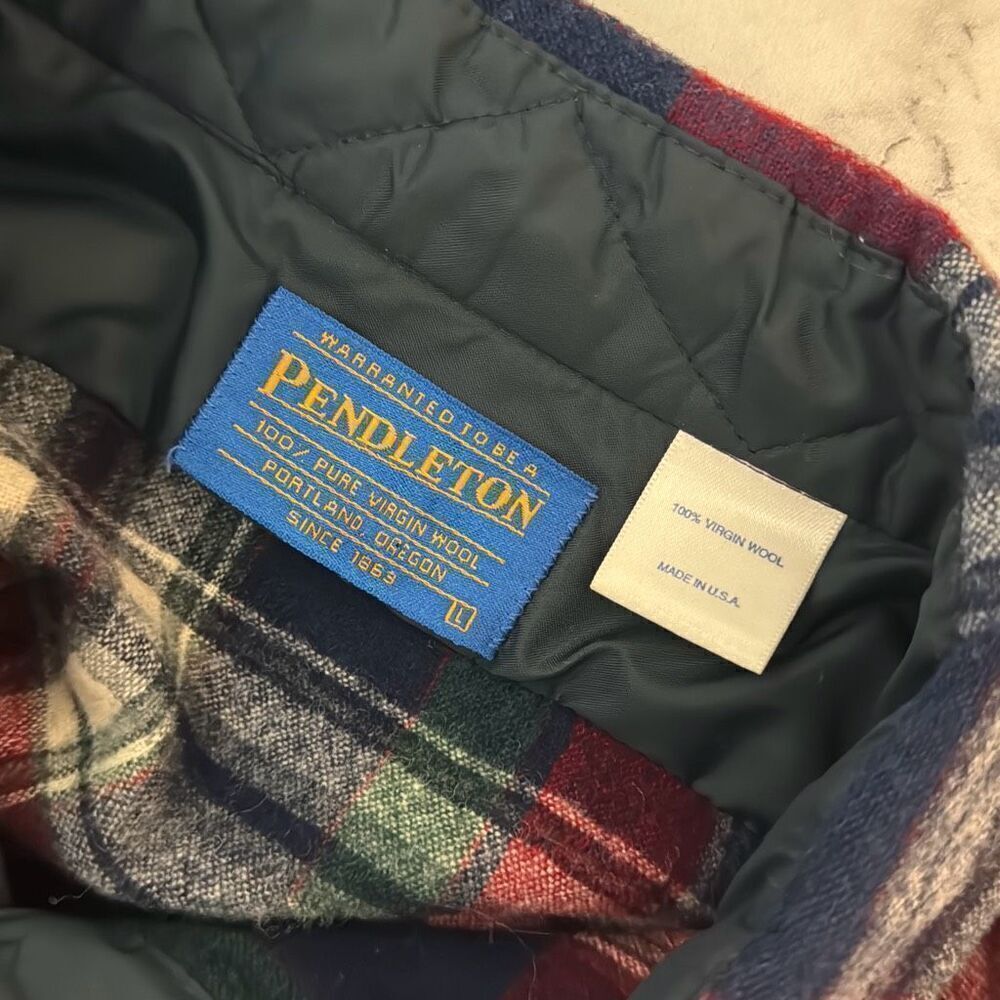 WARRANTED TO BE A
PENDLETON
100/ PURE VIRGIN WOOL
PORTLAND, OREGON
SINCE 1863
L
100% VIRGIN WOOL
MADE IN U.S.A.